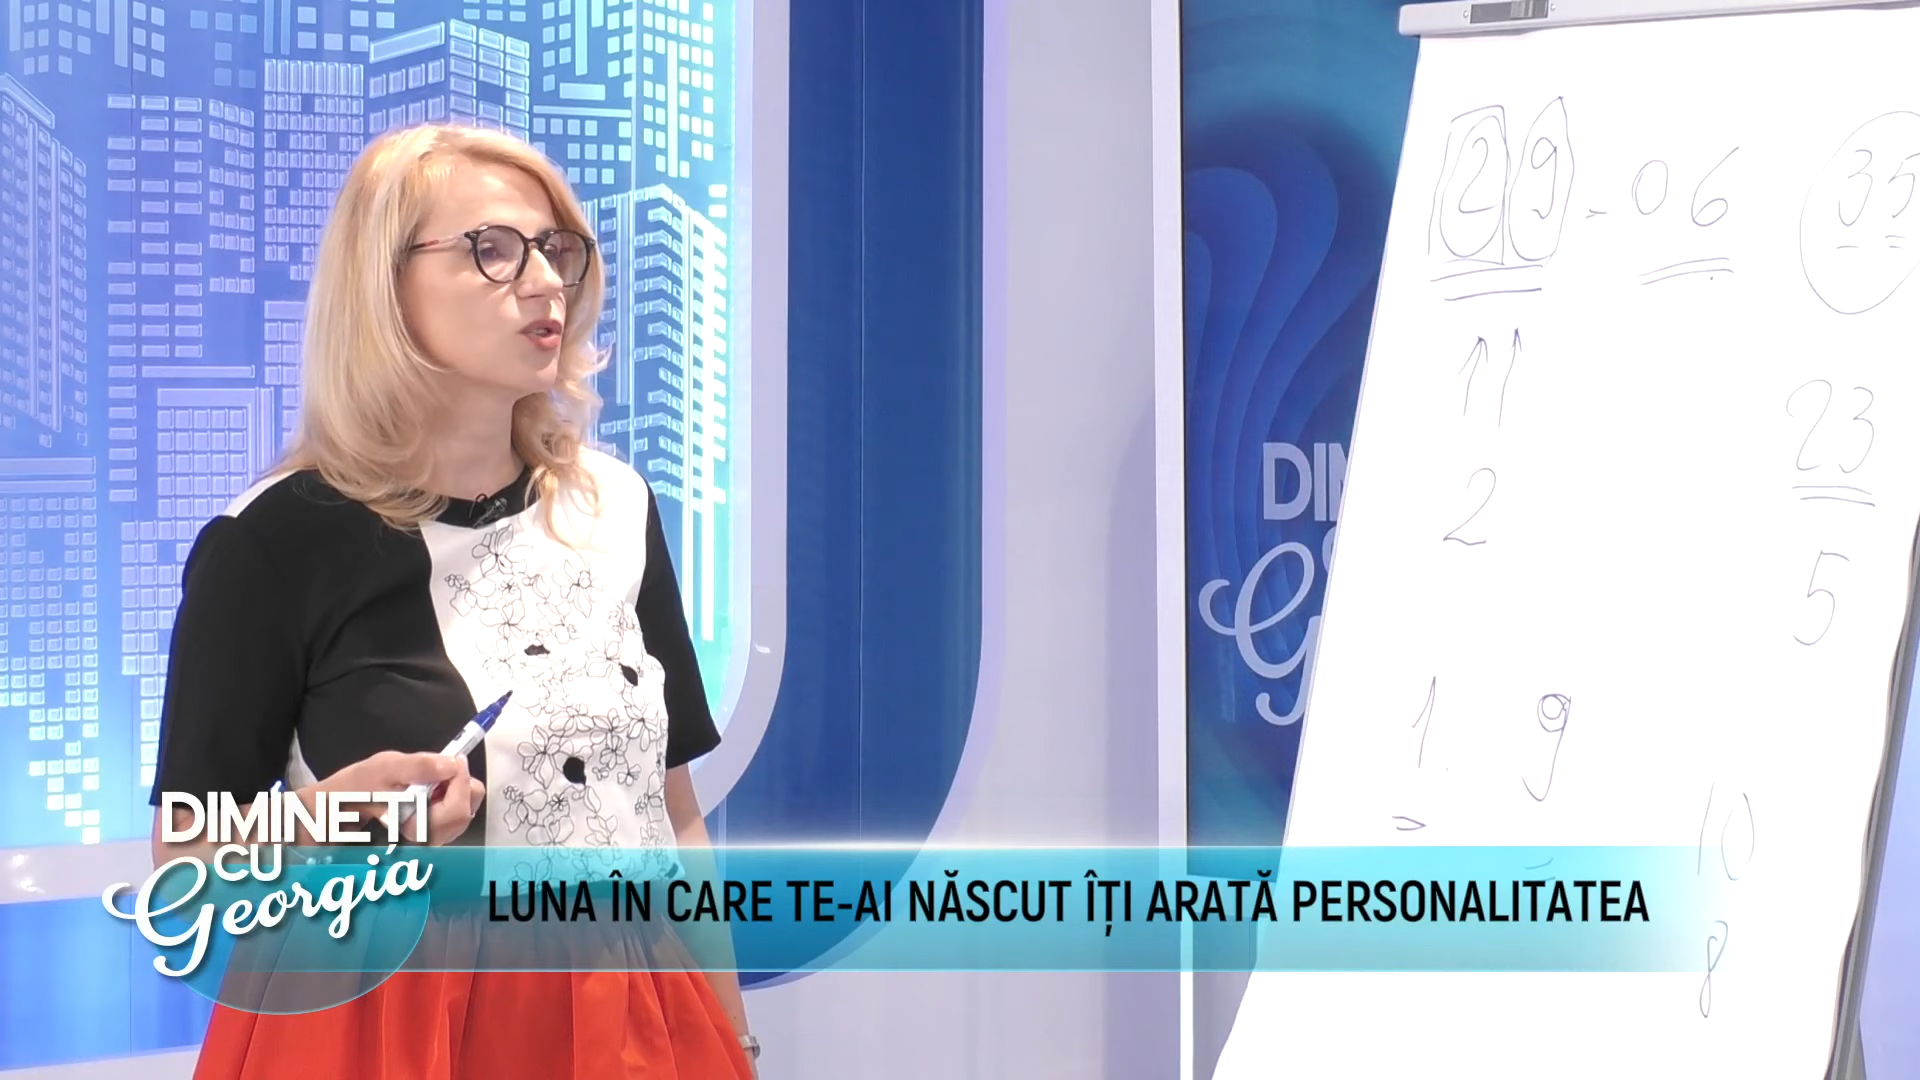 29 - 06 35
11
23
2
5
1. 9
10
8
DIMINEȚI
CU
Georgia
LUNA ÎN CARE TE-AI NĂSCUT ÎȚI ARATĂ PERSONALITATEA
DIM
G